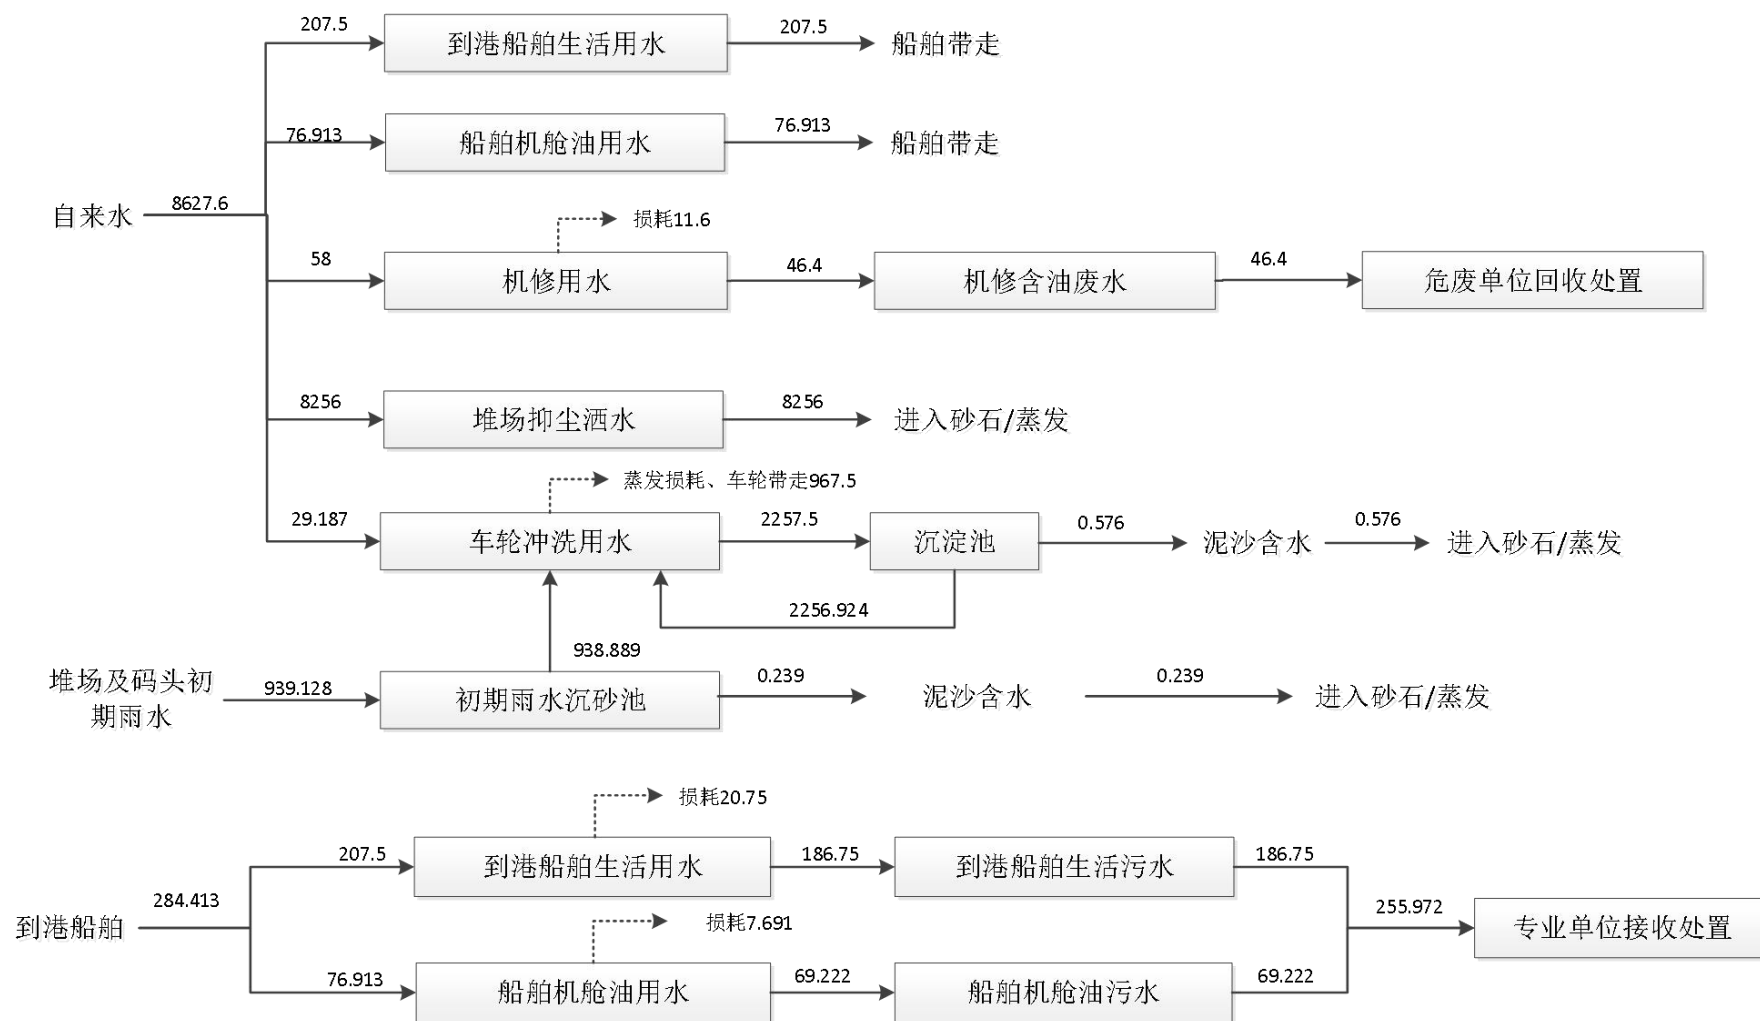 207.5
到港船舶生活用水
207.5
船舶带走
76.913
船舶机舱油用水
76.913
船舶带走
自来水
8627.6
损耗11.6
58
机修用水
46.4
机修含油废水
46.4
危废单位回收处置
8256
堆场抑尘洒水
8256
进入砂石/蒸发
蒸发损耗、车轮带走967.5
29.187
车轮冲洗用水
2257.5
沉淀池
0.576
泥沙含水
0.576
进入砂石/蒸发
2256.924
938.889
堆场及码头初
期雨水
939.128
初期雨水沉砂池
0.239
泥沙含水
0.239
进入砂石/蒸发
损耗20.75
207.5
到港船舶生活用水
186.75
到港船舶生活污水
186.75
到港船舶
284.413
255.972
专业单位接收处置
损耗7.691
76.913
船舶机舱油用水
69.222
船舶机舱油污水
69.222